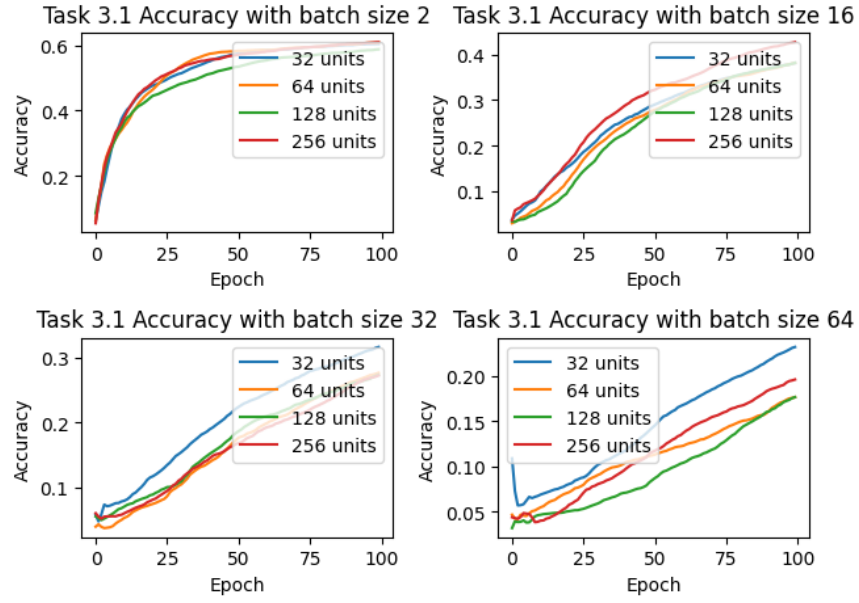 Task 3.1 Accuracy with batch size 2
0.6
0.4
0.2
Accuracy
32 units
64 units
128 units
256 units
0
25
50
75
100
Epoch
Task 3.1 Accuracy with batch size 16
0.4
0.3
0.2
0.1
Accuracy
32 units
64 units
128 units
256 units
0
25
50
75
100
Epoch
Task 3.1 Accuracy with batch size 32
0.3
0.2
0.1
Accuracy
32 units
64 units
128 units
256 units
0
25
50
75
100
Epoch
Task 3.1 Accuracy with batch size 64
0.20
0.15
0.10
0.05
Accuracy
32 units
64 units
128 units
256 units
0
25
50
75
100
Epoch